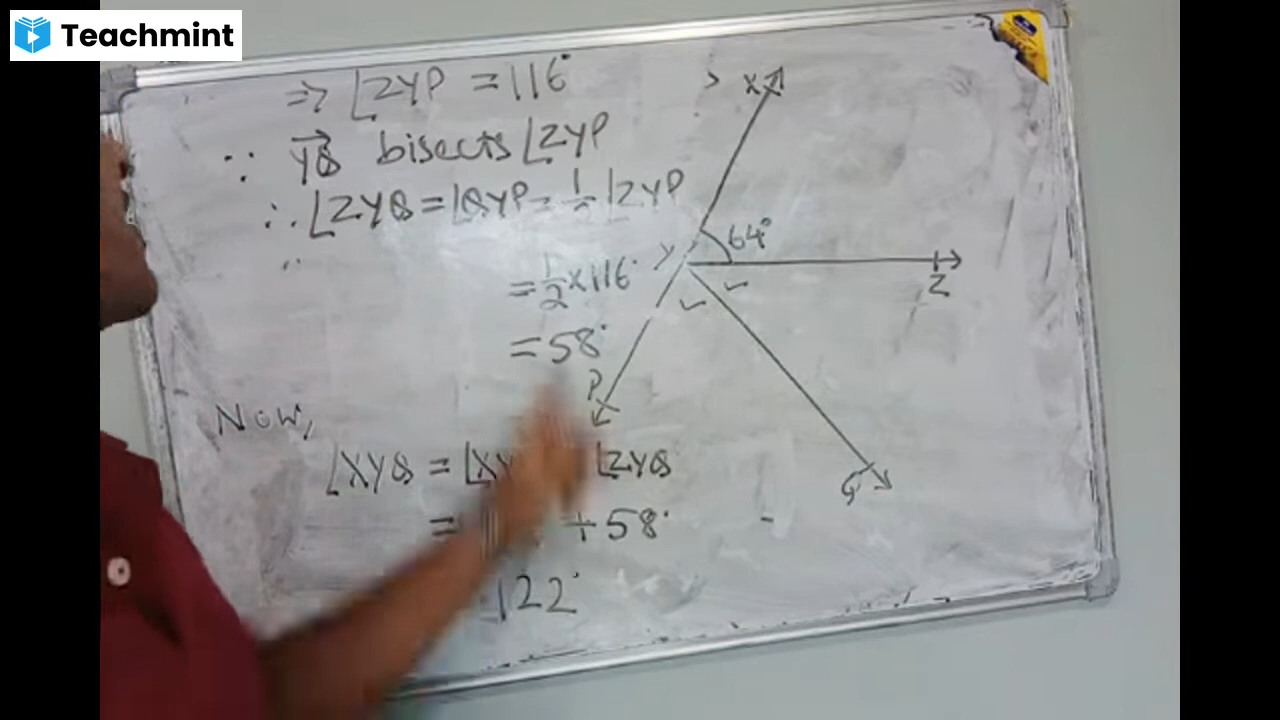 Teachmint
⇒ ∠ZYP = 116°
∵ YQ bisects ∠ZYP
∴ ∠ZYQ = ∠QYP = 1/2 ∠ZYP
= 1/2 × 116°
= 58°
Now,
∠XYQ = ∠XY ∠ZYQ
= + 58°
122°
X
64°
Y
Z
P
Q